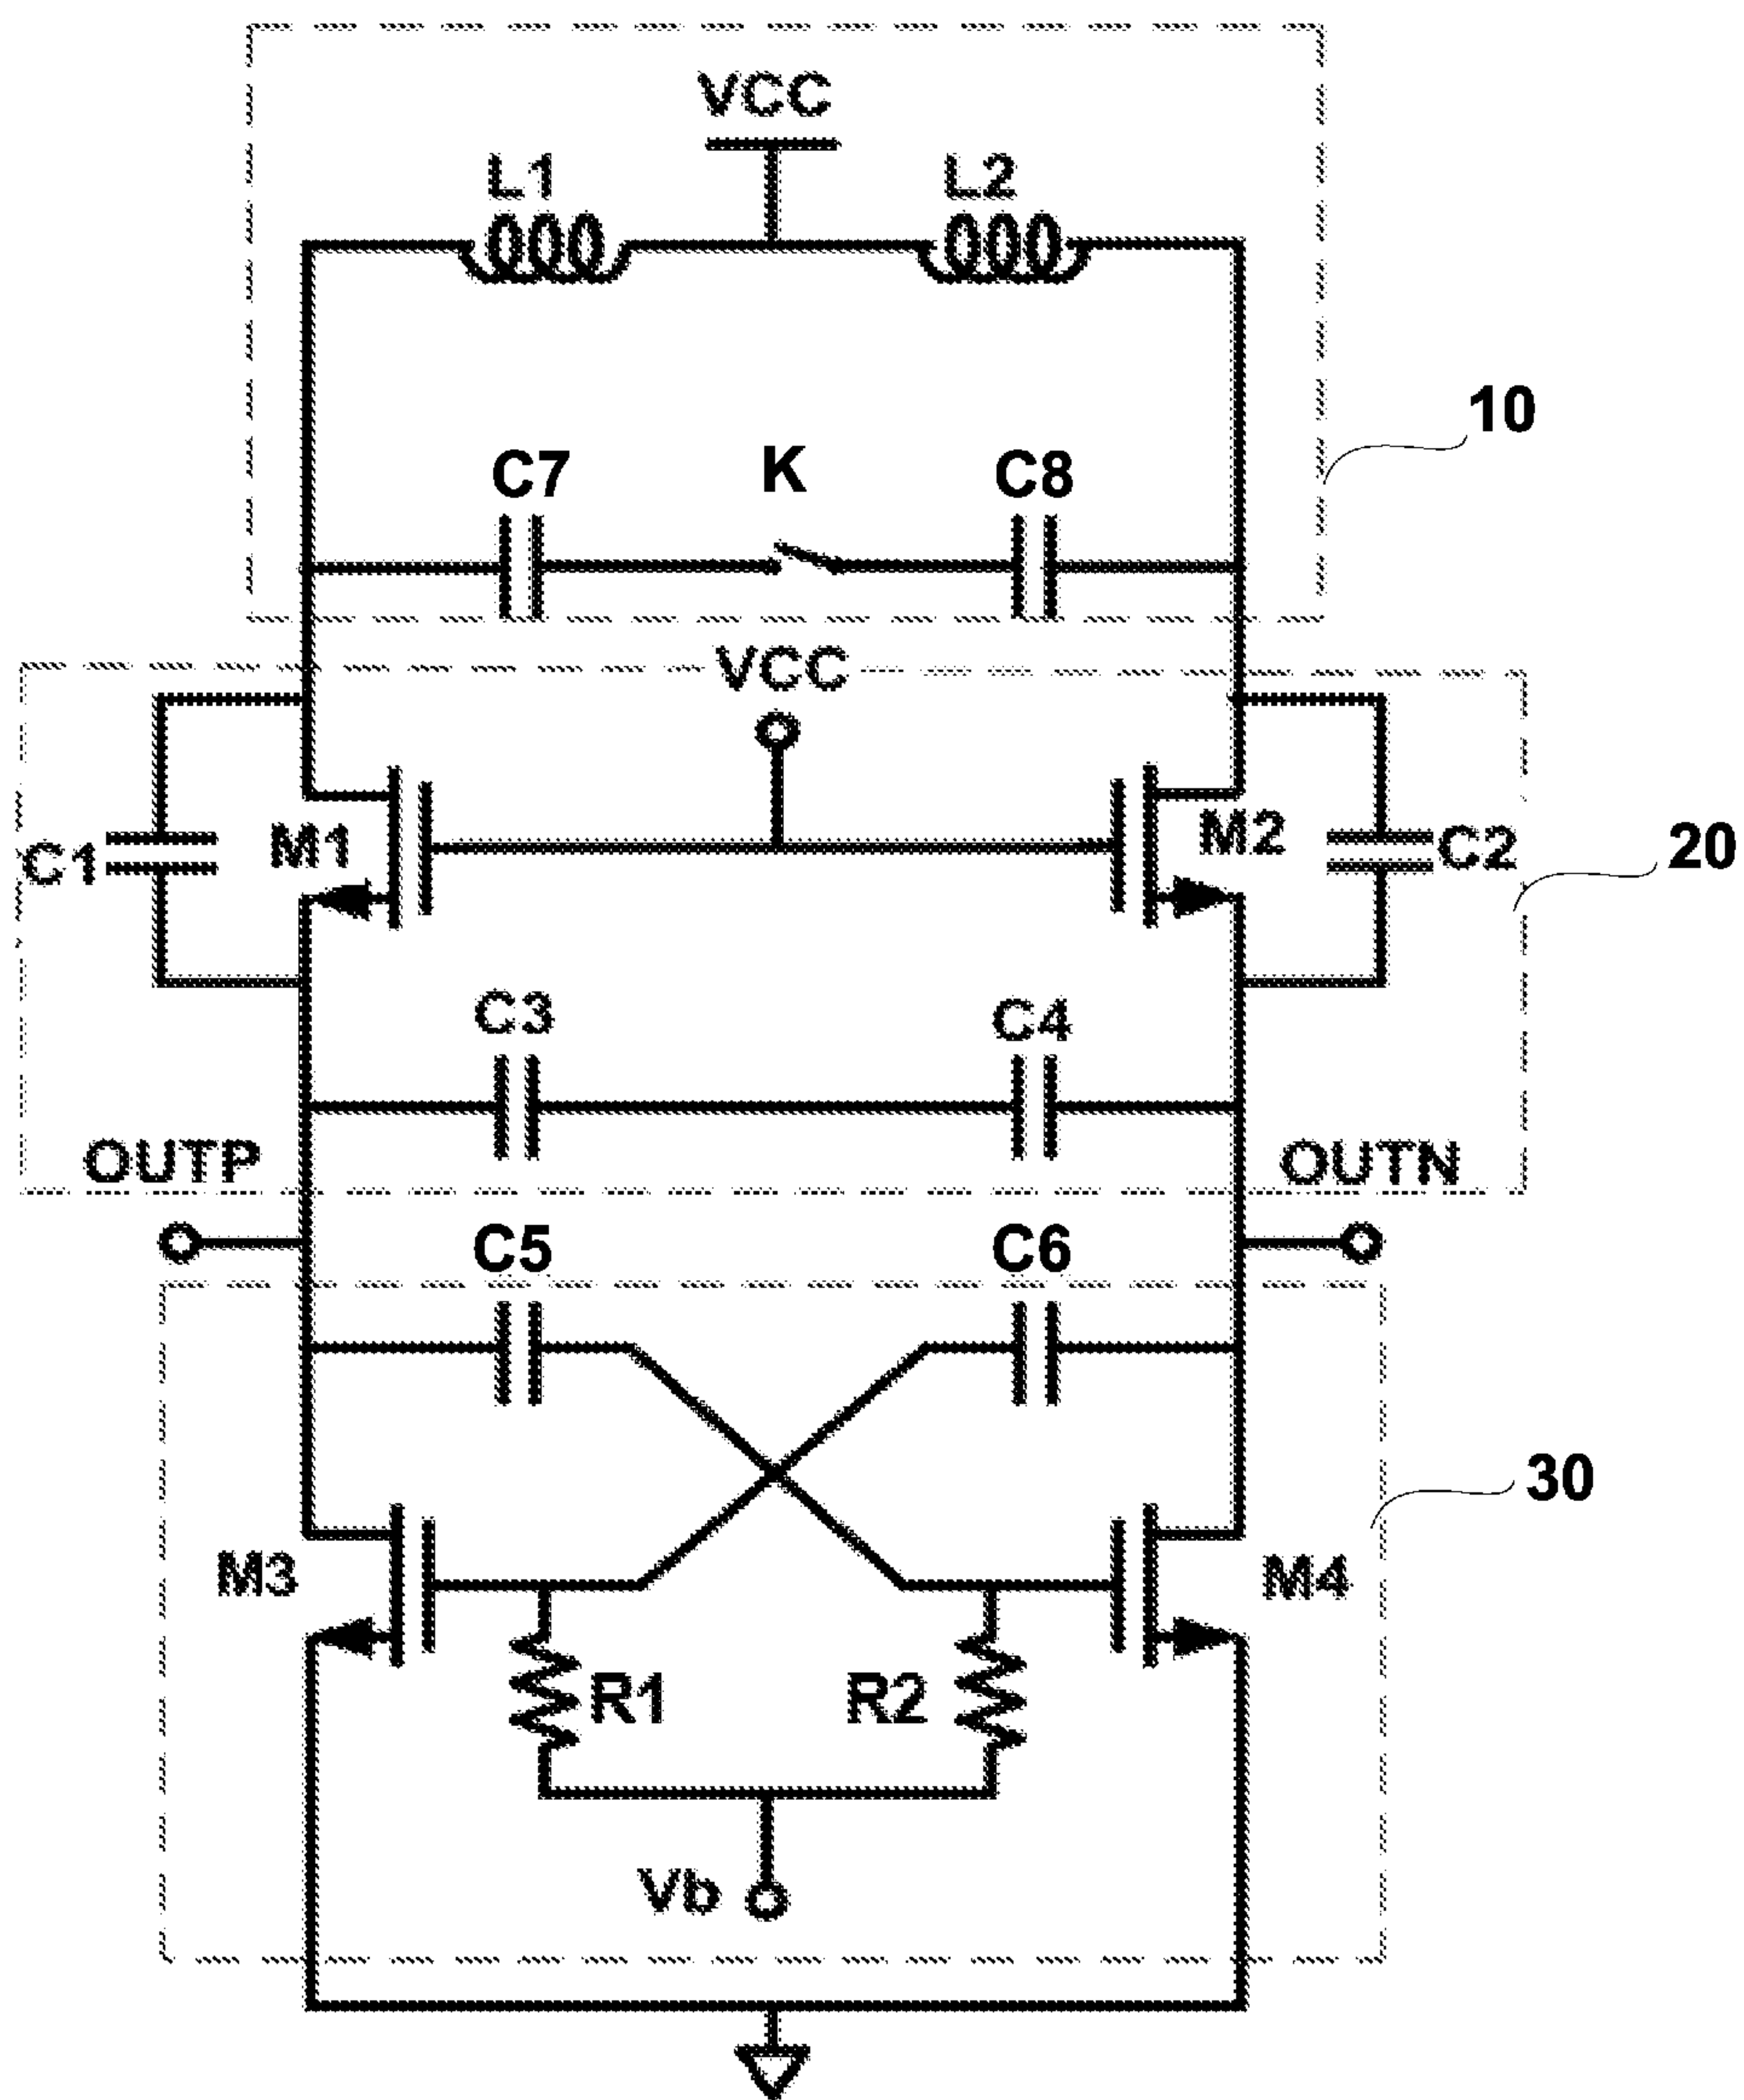 VCC
L1 L2
10
C7 K C8
VCC
M1 M2
C1 C2 20
C3 C4
OUTP OUTN
C5 C6
30
M3 M4
R1 R2
Vb